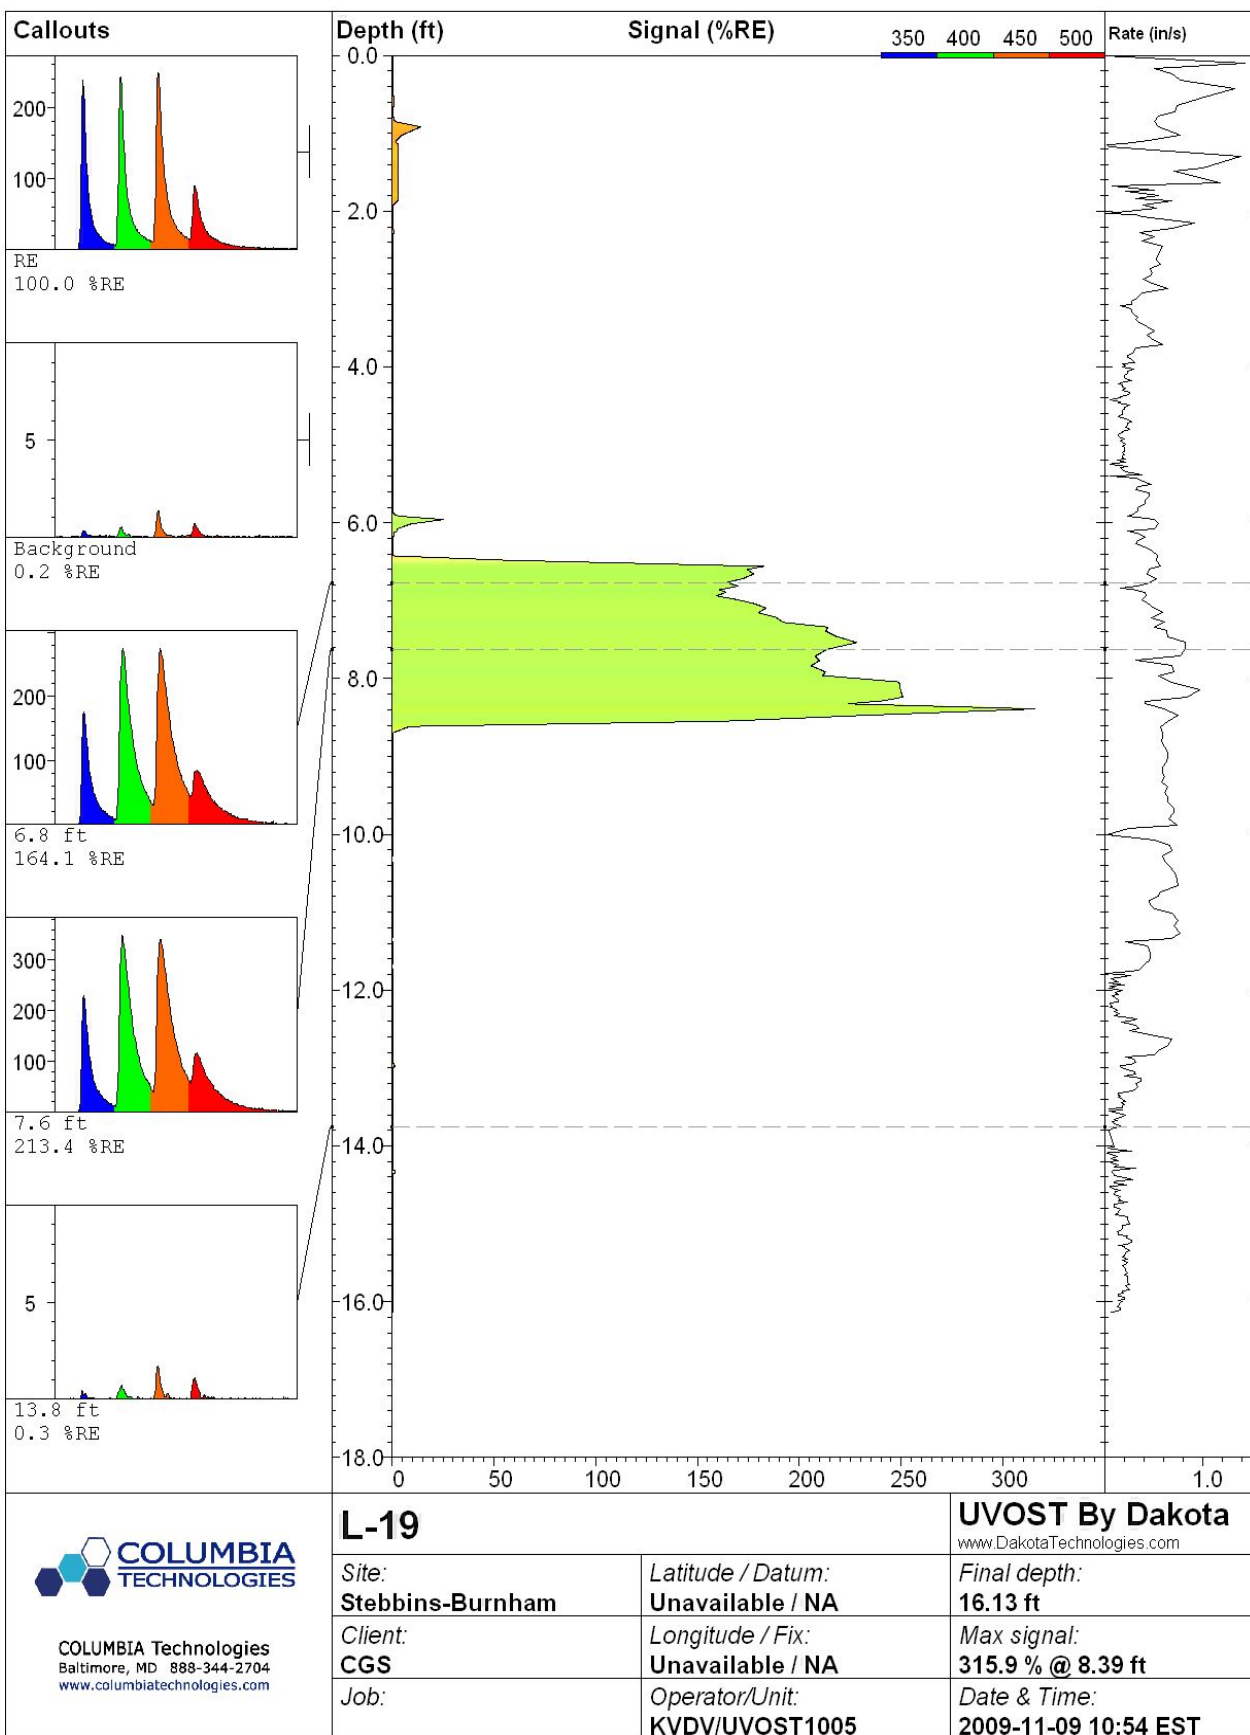 Callouts
Depth (ft)
Signal (%RE)
350 400 450 500
Rate (in/s)
200
100
RE
100.0 %RE
5
Background
0.2 %RE
200
100
6.8 ft
164.1 %RE
300
200
100
7.6 ft
213.4 %RE
5
13.8 ft
0.3 %RE
0.0
2.0
4.0
6.0
8.0
10.0
12.0
14.0
16.0
18.0
0 50 100 150 200 250 300
1.0
COLUMBIA
TECHNOLOGIES
COLUMBIA Technologies
Baltimore, MD 888-344-2704
www.columbiatechnologies.com
L-19
UVOST By Dakota
www.DakotaTechnologies.com
Site:
Stebbins-Burnham
Latitude / Datum:
Unavailable / NA
Final depth:
16.13 ft
Client:
CGS
Longitude / Fix:
Unavailable / NA
Max signal:
315.9 % @ 8.39 ft
Job:
Operator/Unit:
KVDV/UVOST1005
Date & Time:
2009-11-09 10:54 EST